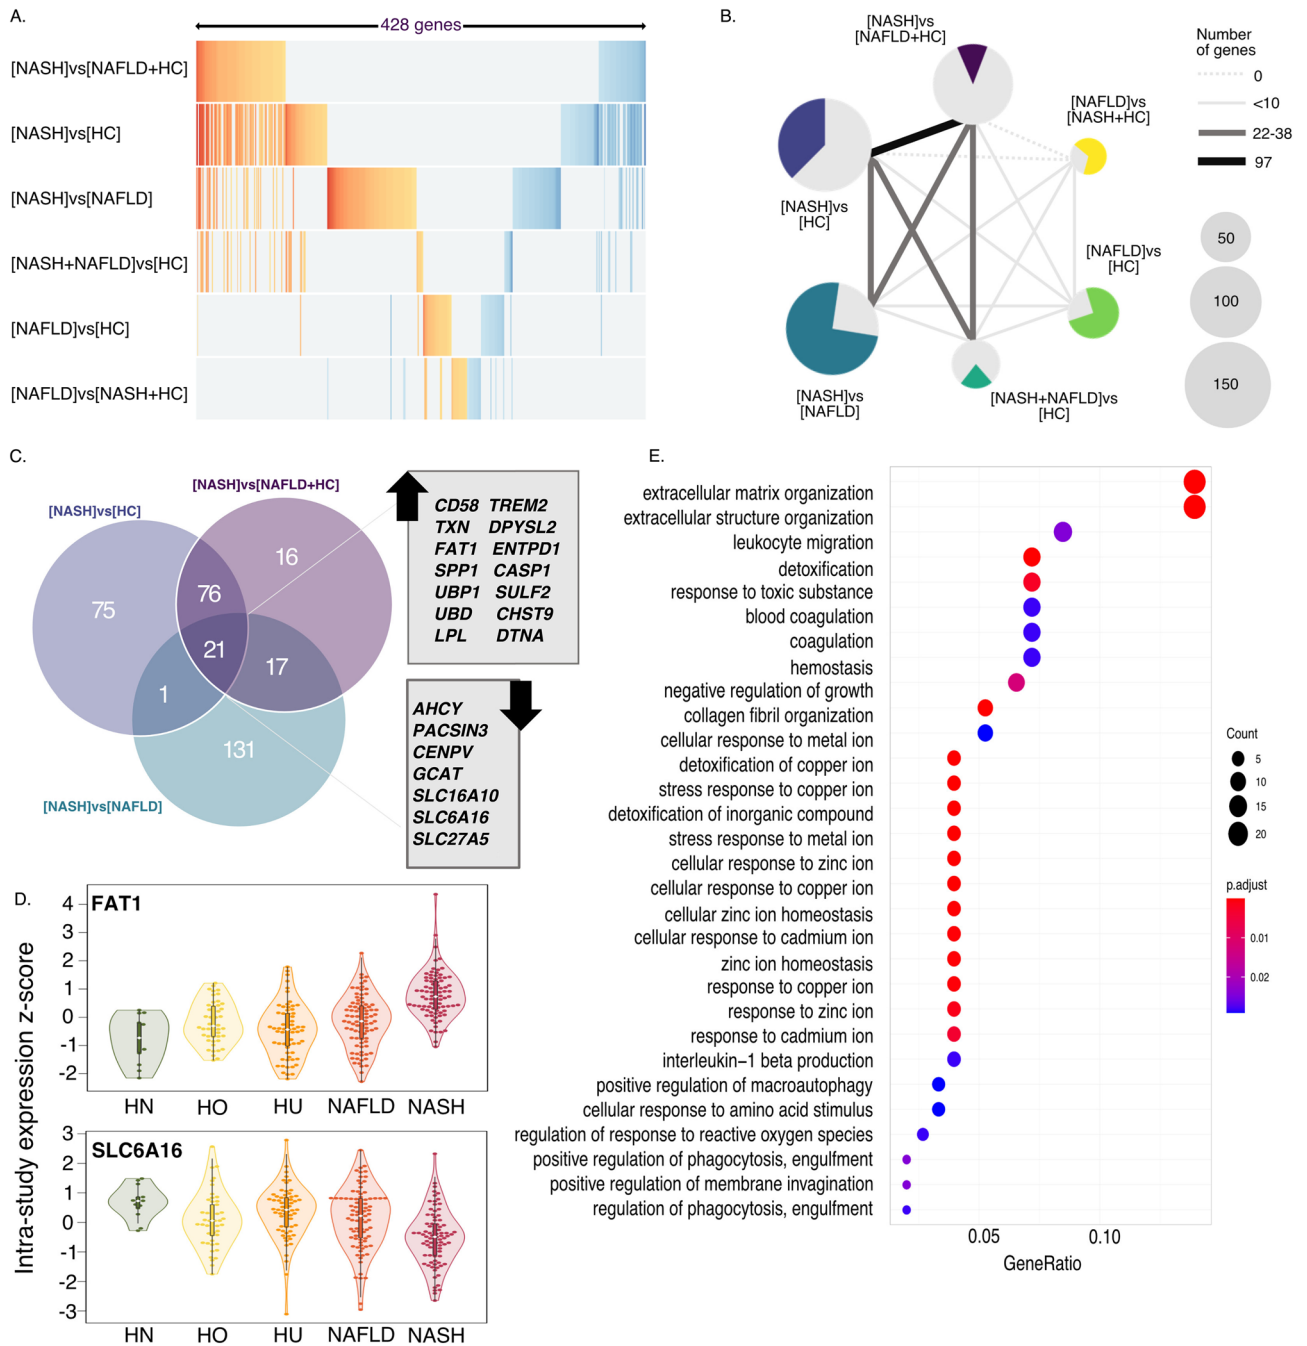 A.
428 genes
[NASH]vs[NAFLD+HC]
[NASH]vs[HC]
[NASH]vs[NAFLD]
[NASH+NAFLD]vs[HC]
[NAFLD]vs[HC]
[NAFLD]vs[NASH+HC]
B.
[NASH]vs
[NAFLD+HC]
[NAFLD]vs
[NASH+HC]
[NASH]vs
[HC]
[NAFLD]vs
[HC]
[NASH]vs
[NAFLD]
[NASH+NAFLD]vs
[HC]
Number
of genes
0
<10
22-38
97
50
100
150
C.
[NASH]vs[HC]
[NASH]vs[NAFLD+HC]
[NASH]vs[NAFLD]
75
76
16
21
1
17
131
CD58 TREM2
TXN DPYSL2
FAT1 ENTPD1
SPP1 CASP1
UBP1 SULF2
UBD CHST9
LPL DTNA
AHCY
PACSIN3
CENPV
GCAT
SLC16A10
SLC6A16
SLC27A5
D.
Intra-study expression z-score
FAT1
4
3
2
1
0
-1
-2
HN HO HU NAFLD NASH
SLC6A16
3
2
1
0
-1
-2
-3
HN HO HU NAFLD NASH
E.
extracellular matrix organization
extracellular structure organization
leukocyte migration
detoxification
response to toxic substance
blood coagulation
coagulation
hemostasis
negative regulation of growth
collagen fibril organization
cellular response to metal ion
detoxification of copper ion
stress response to copper ion
detoxification of inorganic compound
stress response to metal ion
cellular response to zinc ion
cellular response to copper ion
cellular zinc ion homeostasis
cellular response to cadmium ion
zinc ion homeostasis
response to copper ion
response to zinc ion
response to cadmium ion
interleukin−1 beta production
positive regulation of macroautophagy
cellular response to amino acid stimulus
regulation of response to reactive oxygen species
positive regulation of phagocytosis, engulfment
positive regulation of membrane invagination
regulation of phagocytosis, engulfment
0.05 0.10
GeneRatio
Count
5
10
15
20
p.adjust
0.01
0.02